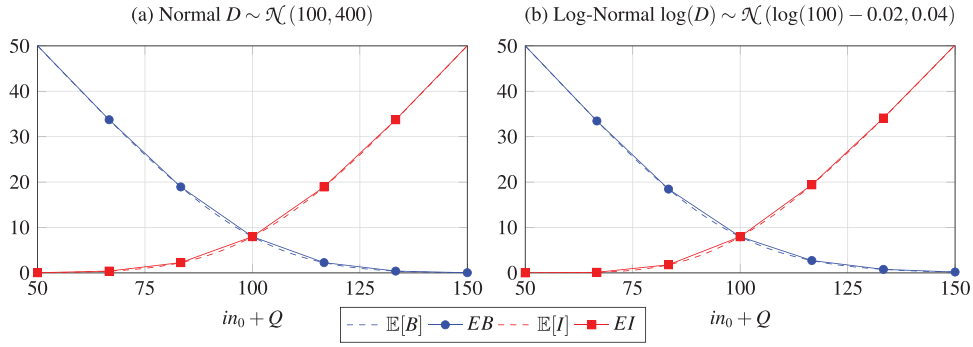 (a) Normal D ∼ 𝒩(100, 400)
50
40
30
20
10
0
50 75 100 125 150
in₀ + Q
(b) Log-Normal log(D) ∼ 𝒩(log(100) − 0.02, 0.04)
50
40
30
20
10
0
50 75 100 125 150
in₀ + Q
𝔼[B] EB 𝔼[I] EI